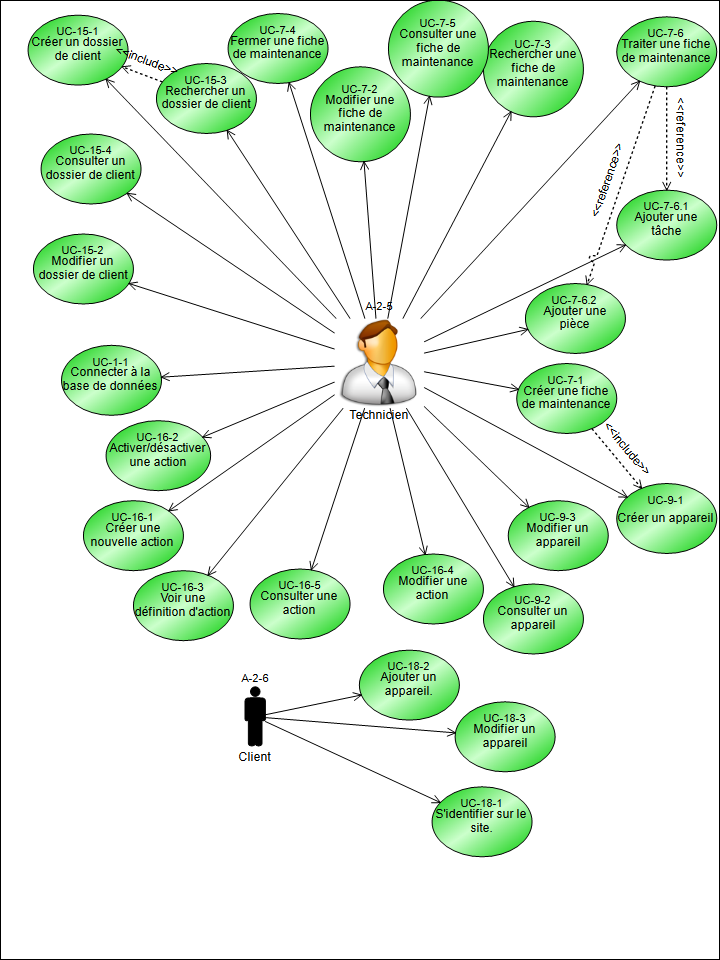 UC-15-1
Créer un dossier
de client
<<include>>
UC-15-3
Rechercher un
dossier de client
UC-7-4
Fermer une fiche
de maintenance
UC-7-2
Modifier une
fiche de
maintenance
UC-7-5
Consulter une
fiche de
maintenance
UC-7-3
Rechercher une
fiche de
maintenance
UC-7-6
Traiter une fiche
de maintenance
<<reference>>
<<reference>>
UC-15-4
Consulter un
dossier de client
UC-7-6.1
Ajouter une
tâche
UC-15-2
Modifier un
dossier de client
UC-7-6.2
Ajouter une
pièce
A-2-5
Technicien
UC-1-1
Connecter à la
base de données
UC-7-1
Créer une fiche
de maintenance
<<include>>
UC-16-2
Activer/désactiver
une action
UC-9-1
Créer un appareil
UC-16-1
Créer une
nouvelle action
UC-9-3
Modifier un
appareil
UC-16-3
Voir une
définition d'action
UC-16-5
Consulter une
action
UC-16-4
Modifier une
action
UC-9-2
Consulter un
appareil
A-2-6
Client
UC-18-2
Ajouter un
appareil.
UC-18-3
Modifier un
appareil
UC-18-1
S'identifier sur le
site.